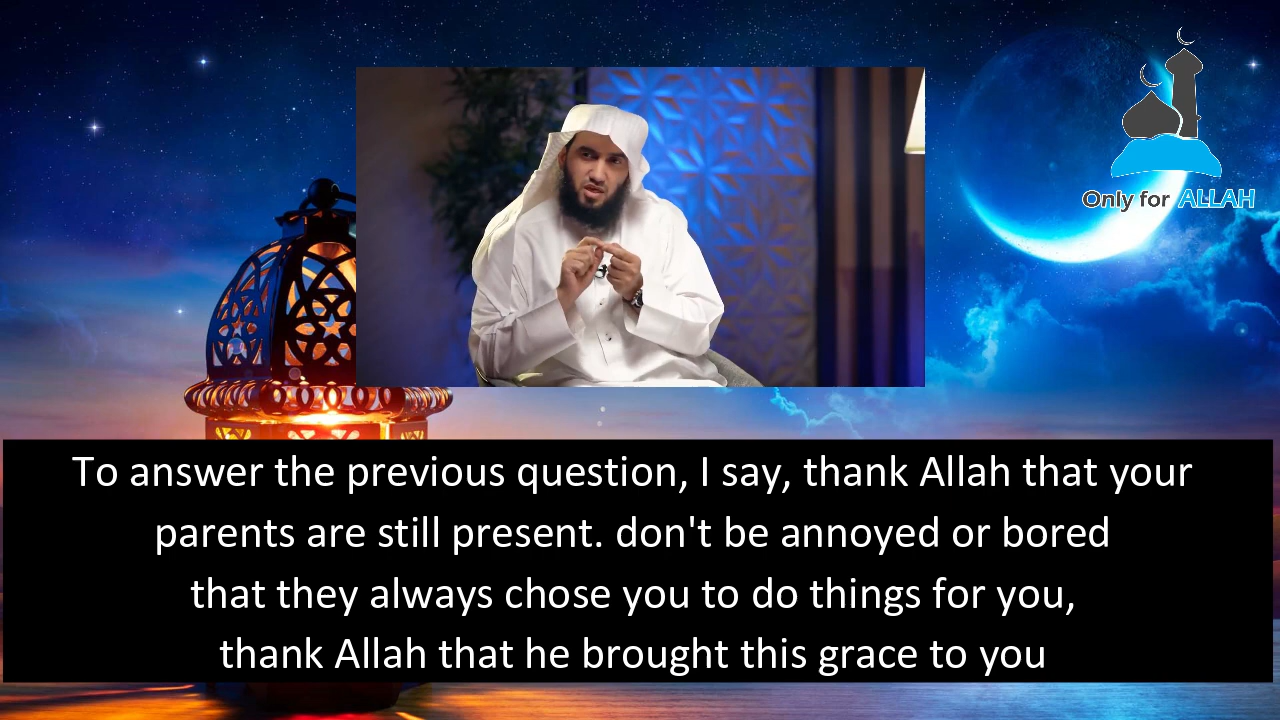 Only for ALLAH
To answer the previous question, I say, thank Allah that your
parents are still present. don't be annoyed or bored
that they always chose you to do things for you,
thank Allah that he brought this grace to you